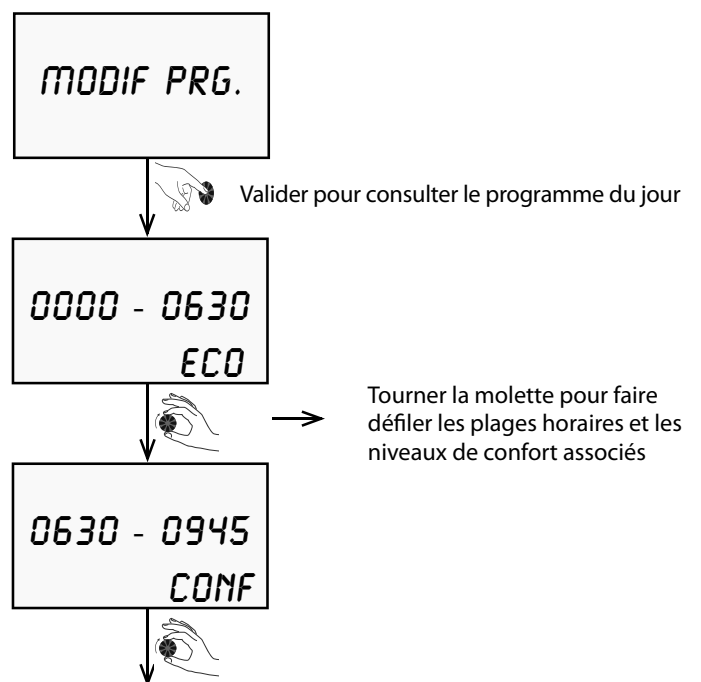 MODIF PRG.
Valider pour consulter le programme du jour
0000 - 0630
ECO
Tourner la molette pour faire
défiler les plages horaires et les
niveaux de confort associés
0630 - 0945
CONF